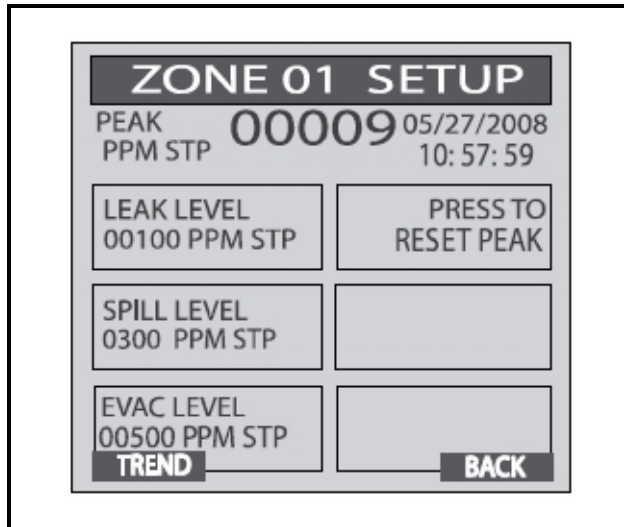 ZONE 01 SETUP
PEAK
PPM STP
00009
05/27/2008
10: 57: 59
LEAK LEVEL
00100 PPM STP
PRESS TO
RESET PEAK
SPILL LEVEL
0300 PPM STP
EVAC LEVEL
00500 PPM STP
TREND
BACK